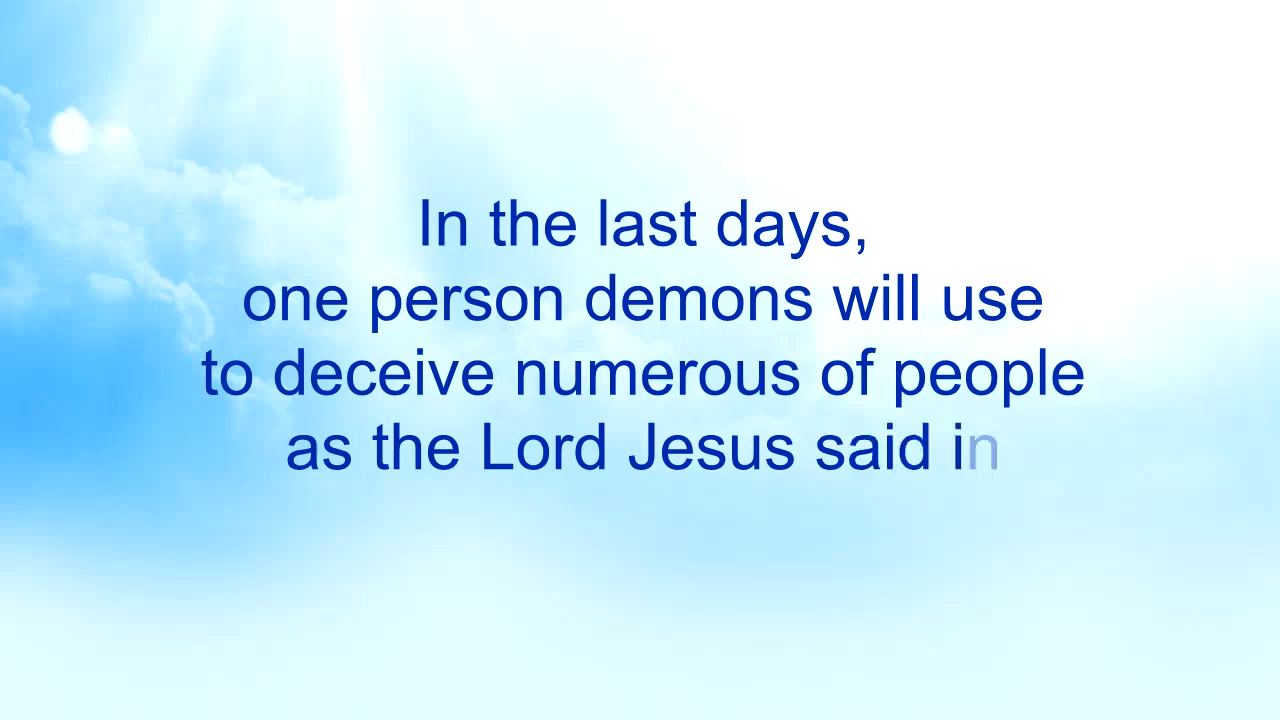 In the last days,
one person demons will use
to deceive numerous of people
as the Lord Jesus said in